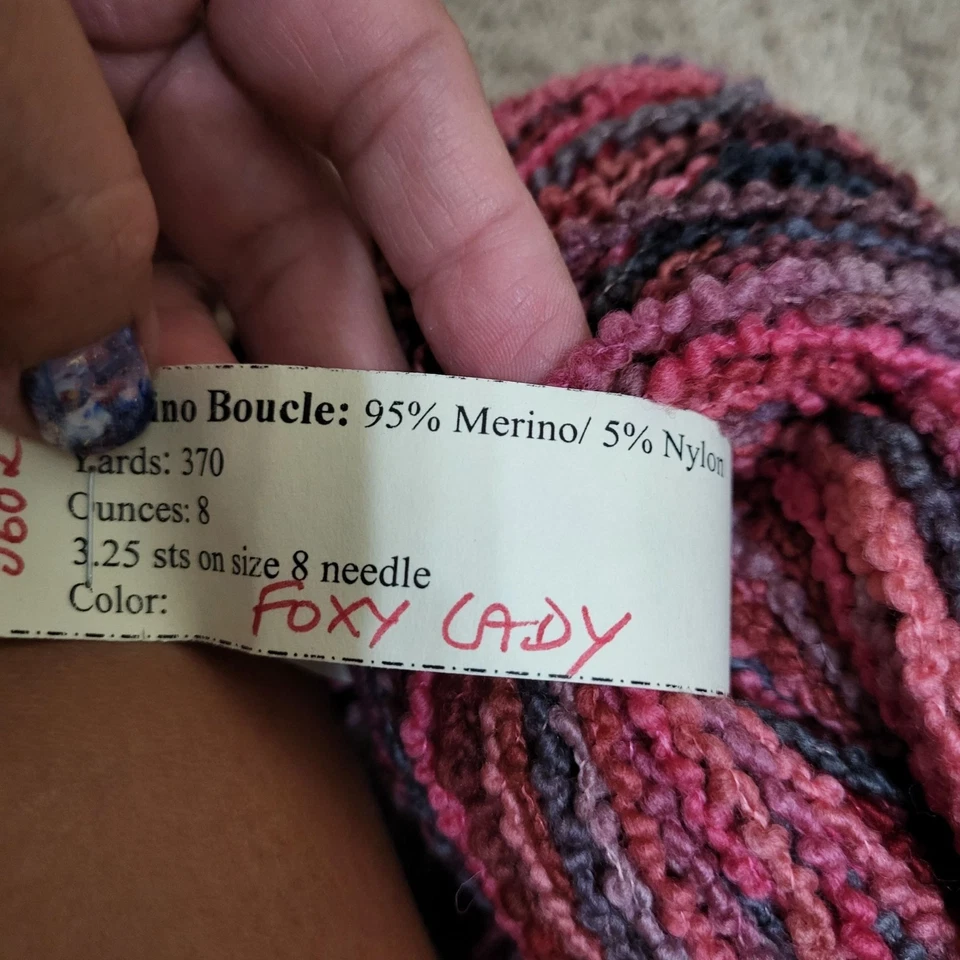 ino Boucle: 95% Merino/ 5% Nylon
Yards: 370
Ounces: 8
3.25 sts on size 8 needle
Color: FOXY LADY